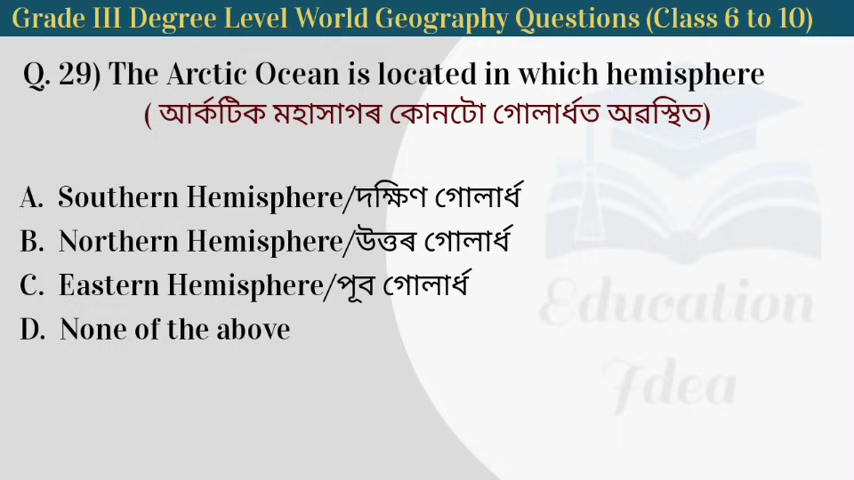 Grade III Degree Level World Geography Questions (Class 6 to 10)
Q. 29) The Arctic Ocean is located in which hemisphere
( আৰ্কটিক মহাসাগৰ কোনটো গোলাৰ্ধত অৱস্থিত)
A. Southern Hemisphere/দক্ষিণ গোলাৰ্ধ
B. Northern Hemisphere/উত্তৰ গোলাৰ্ধ
C. Eastern Hemisphere/পূব গোলাৰ্ধ
D. None of the above
Education
Idea